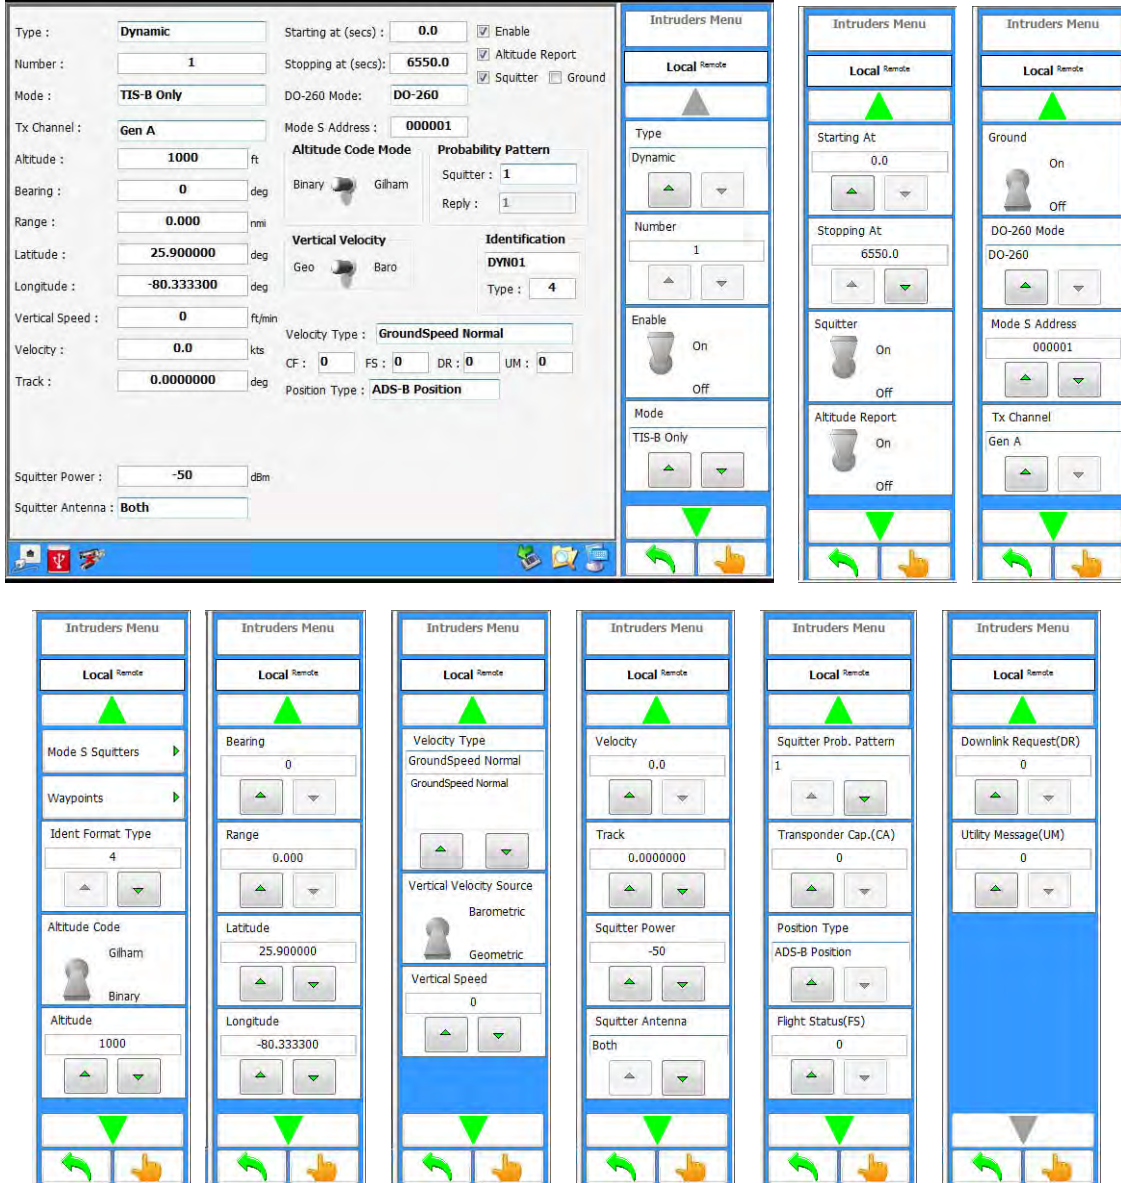 Type : Dynamic
Number : 1
Mode : TIS-B Only
Tx Channel : Gen A
Altitude : 1000 ft
Bearing : 0 deg
Range : 0.000 nmi
Latitude : 25.900000 deg
Longitude : -80.333300 deg
Vertical Speed : 0 ft/min
Velocity : 0.0 kts
Track : 0.0000000 deg
Squitter Power : -50 dBm
Squitter Antenna : Both
Starting at (secs) : 0.0
Stopping at (secs): 6550.0
DO-260 Mode: DO-260
Mode S Address : 000001
Enable
Altitude Report
Squitter Ground
Altitude Code Mode
Binary Gilham
Probability Pattern
Squitter : 1
Reply : 1
Vertical Velocity
Geo Baro
Identification
DYN01
Type : 4
Velocity Type : GroundSpeed Normal
CF : 0 FS : 0 DR : 0 UM : 0
Position Type : ADS-B Position
Intruders Menu
Local Remote
Type
Dynamic
Number
1
Enable
On
Off
Mode
TIS-B Only
Intruders Menu
Local Remote
Starting At
0.0
Stopping At
6550.0
Squitter
On
Off
Altitude Report
On
Off
Intruders Menu
Local Remote
Ground
On
Off
DO-260 Mode
DO-260
Mode S Address
000001
Tx Channel
Gen A
Intruders Menu
Local Remote
Mode S Squitters
Waypoints
Ident Format Type
4
Altitude Code
Gilham
Binary
Altitude
1000
Intruders Menu
Local Remote
Bearing
0
Range
0.000
Latitude
25.900000
Longitude
-80.333300
Intruders Menu
Local Remote
Velocity Type
GroundSpeed Normal
GroundSpeed Normal
Vertical Velocity Source
Barometric
Geometric
Vertical Speed
0
Intruders Menu
Local Remote
Velocity
0.0
Track
0.0000000
Squitter Power
-50
Squitter Antenna
Both
Intruders Menu
Local Remote
Squitter Prob. Pattern
1
Transponder Cap.(CA)
0
Position Type
ADS-B Position
Flight Status(FS)
0
Intruders Menu
Local Remote
Downlink Request(DR)
0
Utility Message(UM)
0